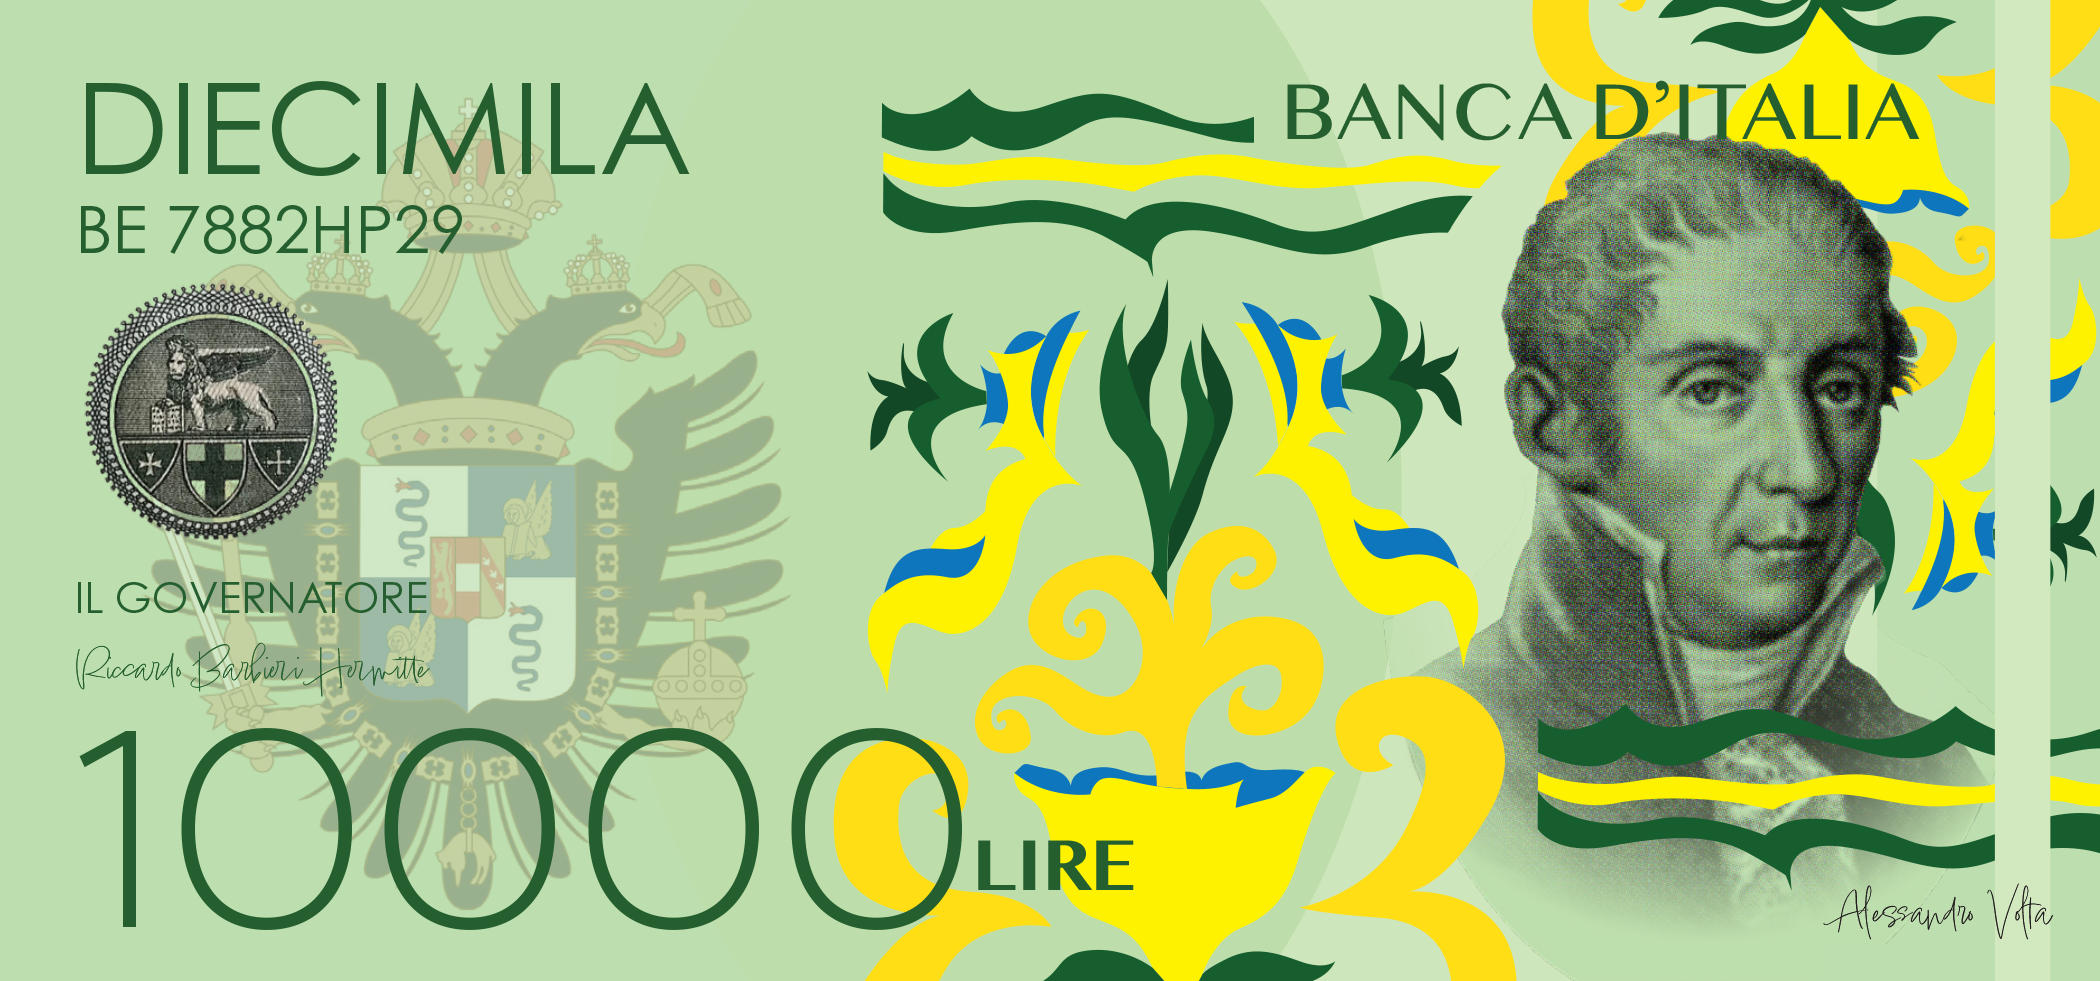 DIECIMILA
BE 7882HP29
BANCA D'ITALIA
IL GOVERNATORE
Riccardo Barbieri Hermitte
10000 LIRE
Alessandro Volta